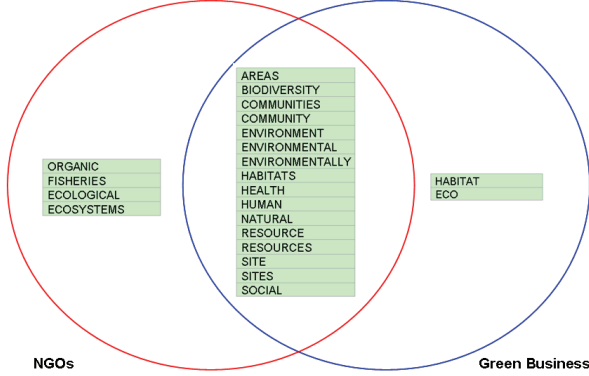 ORGANIC
FISHERIES
ECOLOGICAL
ECOSYSTEMS
AREAS
BIODIVERSITY
COMMUNITIES
COMMUNITY
ENVIRONMENT
ENVIRONMENTAL
ENVIRONMENTALLY
HABITATS
HEALTH
HUMAN
NATURAL
RESOURCE
RESOURCES
SITE
SITES
SOCIAL
HABITAT
ECO
NGOs
Green Business